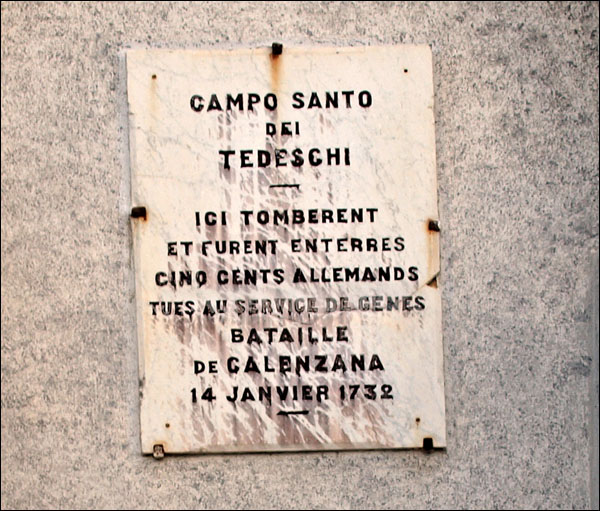 CAMPO SANTO
DEI
TEDESCHI
ICI TOMBERENT
ET FURENT ENTERRES
CINQ CENTS ALLEMANDS
TUES AU SERVICE DE GENES
BATAILLE
DE CALENZANA
14 JANVIER 1732